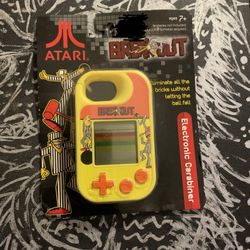 ages 7+
ATARI
BREAKOUT
Eliminate all the
bricks without
letting the
ball fall
BREAKOUT
Electronic Carabiner